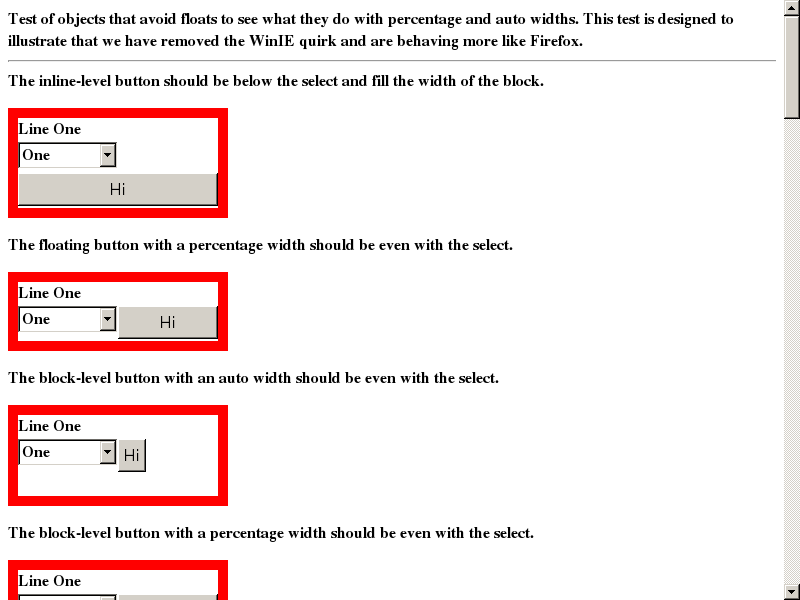 Test of objects that avoid floats to see what they do with percentage and auto widths. This test is designed to
illustrate that we have removed the WinIE quirk and are behaving more like Firefox.
The inline-level button should be below the select and fill the width of the block.
Line One
One
Hi
The floating button with a percentage width should be even with the select.
Line One
One Hi
The block-level button with an auto width should be even with the select.
Line One
One Hi
The block-level button with a percentage width should be even with the select.
Line One